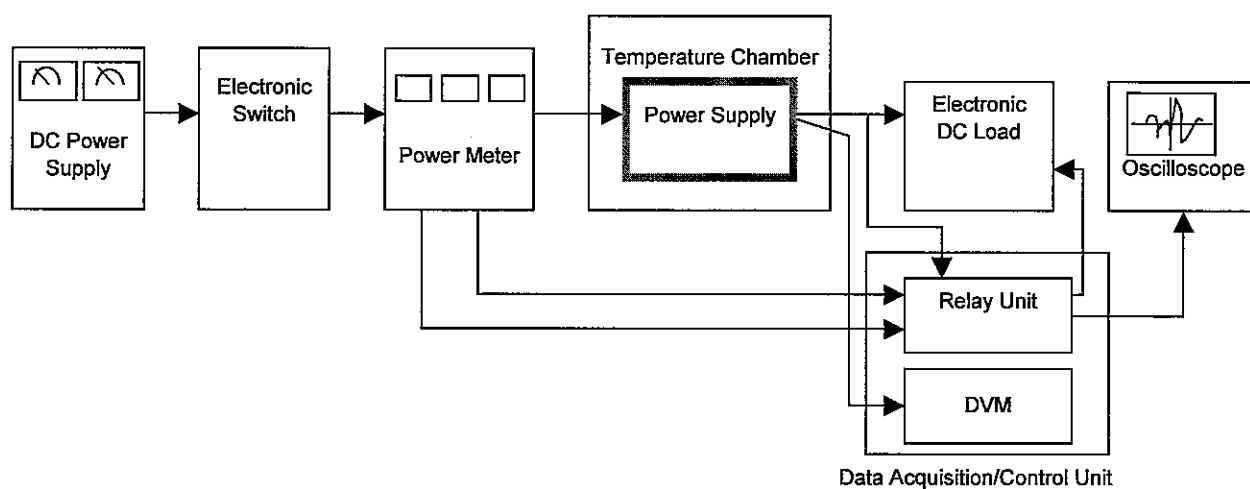 DC Power
Supply
Electronic
Switch
Power Meter
Temperature Chamber
Power Supply
Electronic
DC Load
Oscilloscope
Relay Unit
DVM
Data Acquisition/Control Unit